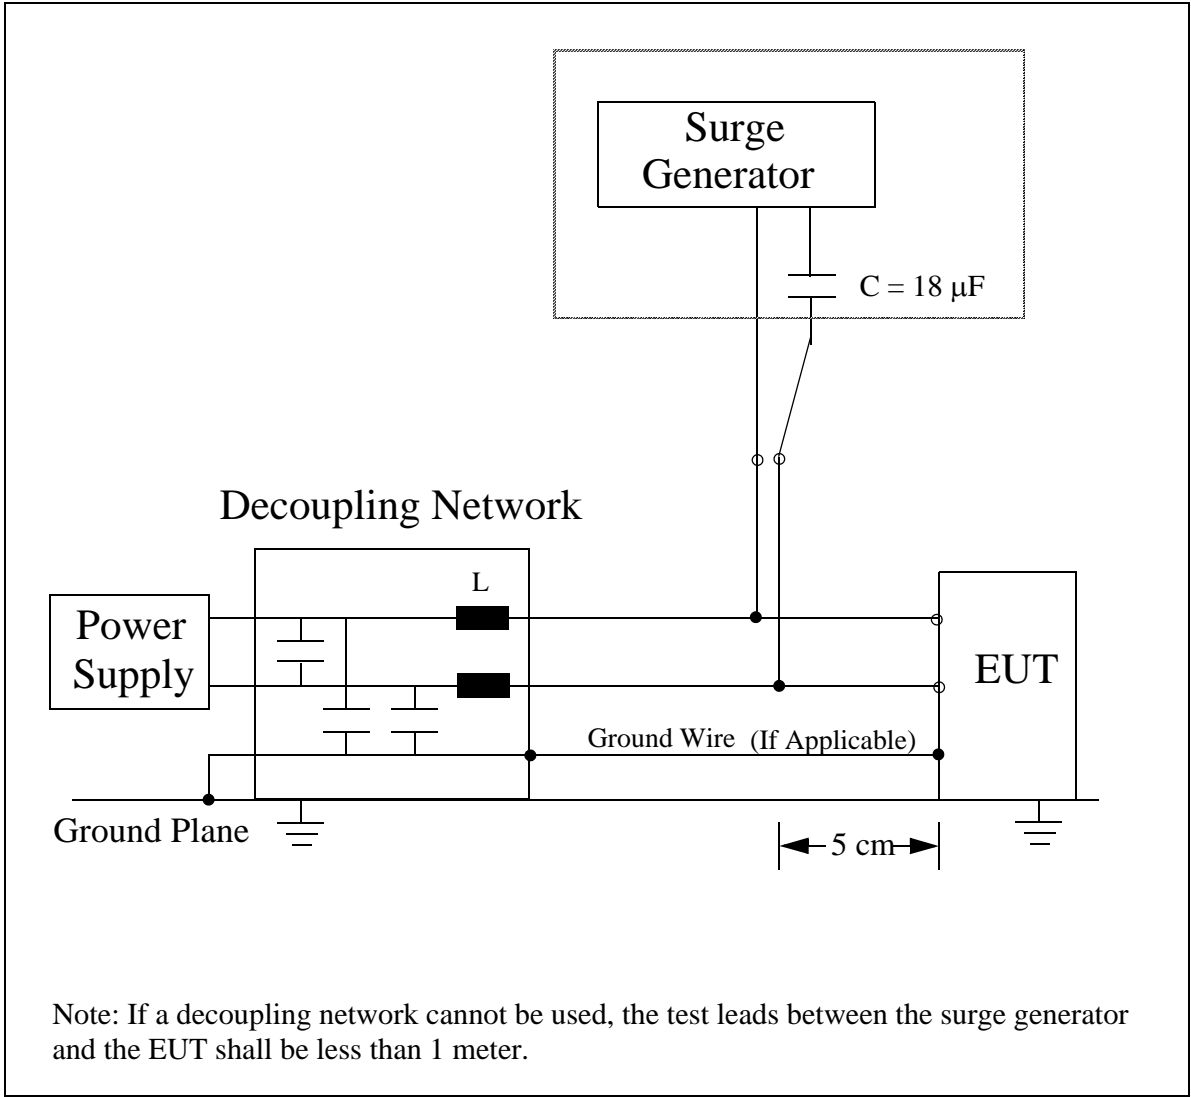 Surge
Generator
C = 18 μF
Decoupling Network
L
Power
Supply
EUT
Ground Wire (If Applicable)
Ground Plane
5 cm
Note: If a decoupling network cannot be used, the test leads between the surge generator
and the EUT shall be less than 1 meter.